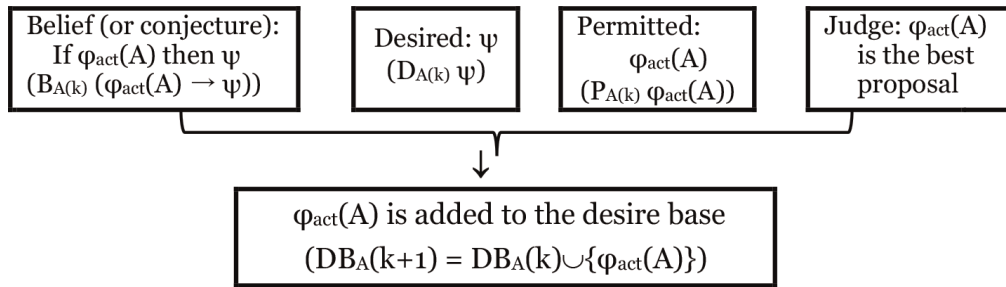 Belief (or conjecture):
If φact(A) then ψ
(BA(k) (φact(A) → ψ))
Desired: ψ
(DA(k) ψ)
Permitted:
φact(A)
(PA(k) φact(A))
Judge: φact(A)
is the best
proposal
↓
φact(A) is added to the desire base
(DBA(k+1) = DBA(k)∪{φact(A)})